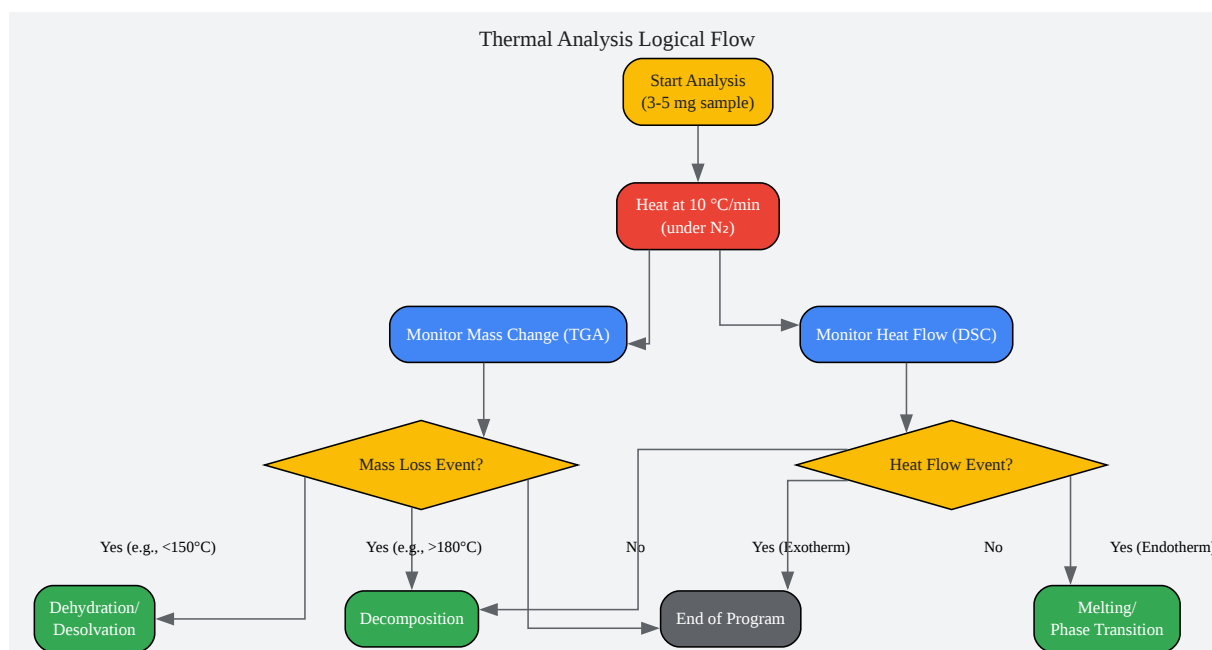 Thermal Analysis Logical Flow
Start Analysis
(3-5 mg sample)
Heat at 10 °C/min
(under N₂)
Monitor Mass Change (TGA)
Monitor Heat Flow (DSC)
Mass Loss Event?
Heat Flow Event?
Yes (e.g., <150°C)
Yes (e.g., >180°C)
No
Yes (Exotherm)
No
Yes (Endotherm)
Dehydration/
Desolvation
Decomposition
End of Program
Melting/
Phase Transition